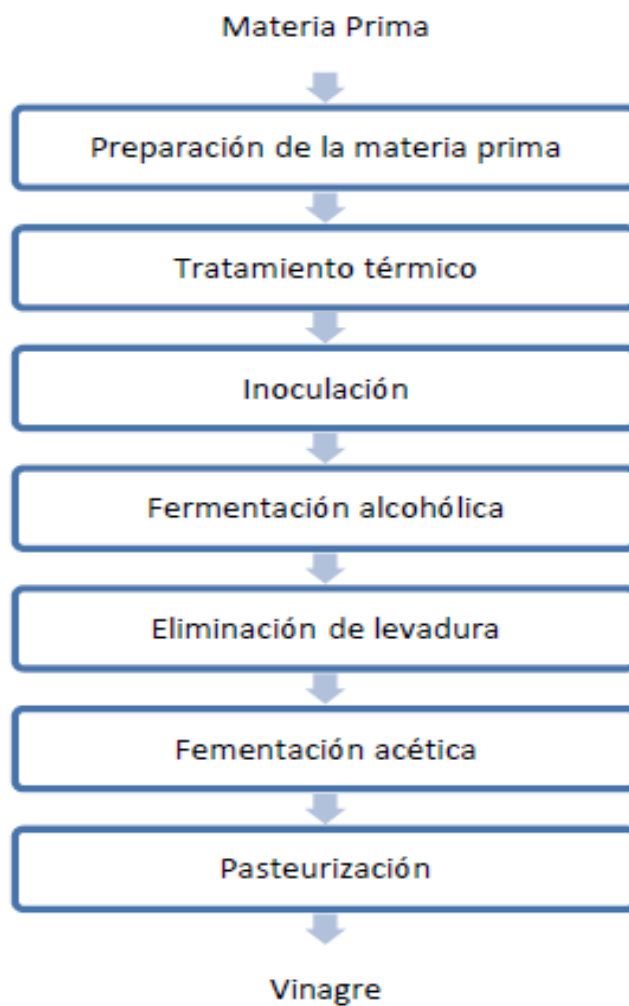 Materia Prima
Preparación de la materia prima
Tratamiento térmico
Inoculación
Fermentación alcohólica
Eliminación de levadura
Fementación acética
Pasteurización
Vinagre